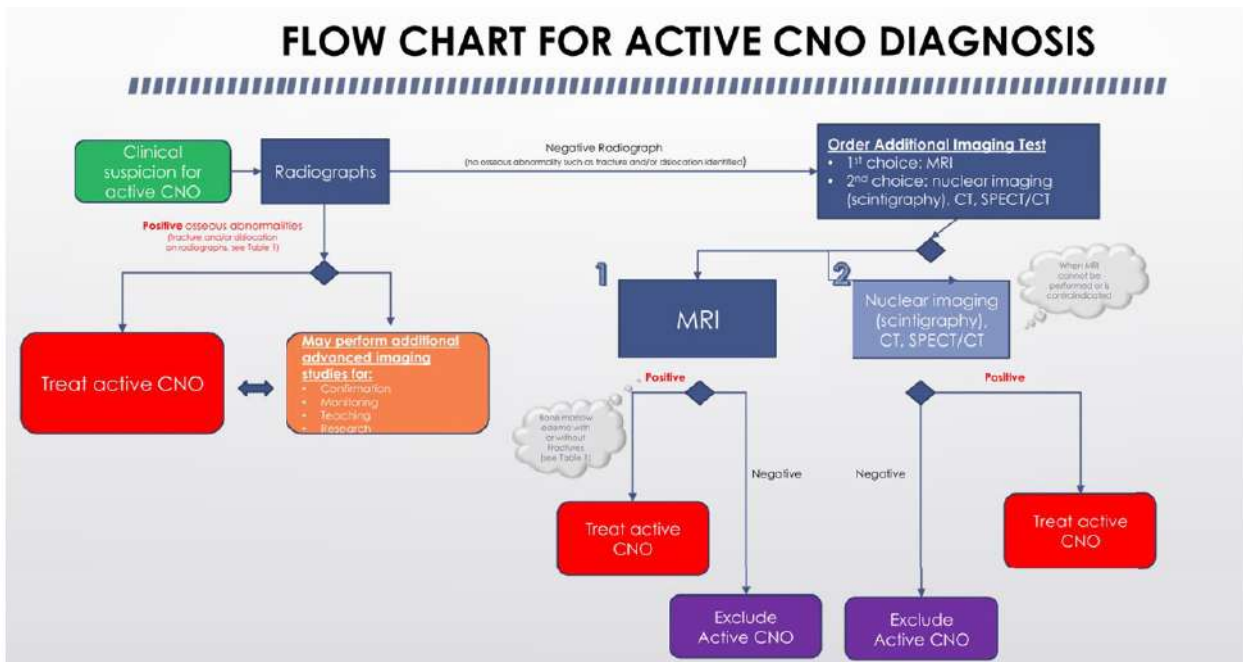 FLOW CHART FOR ACTIVE CNO DIAGNOSIS
Clinical
suspicion for
active CNO
Radiographs
Negative Radiograph
(no osseous abnormality such as fracture and/or dislocation identified)
Order Additional Imaging Test
• 1st choice: MRI
• 2nd choice: nuclear imaging
(scintigraphy), CT, SPECT/CT
Positive osseous abnormalities
(fracture and/or dislocation
on radiographs, see Table 1)
1
MRI
2
Nuclear imaging
(scintigraphy),
CT, SPECT/CT
When MRI
cannot be
performed or is
contraindicated
Treat active CNO
May perform additional
advanced imaging
studies for:
• Confirmation
• Monitoring
• Teaching
• Research
Positive
Bone marrow
edema with
or without
fractures
(see Table 1)
Negative
Positive
Negative
Treat active
CNO
Treat active
CNO
Exclude
Active CNO
Exclude
Active CNO